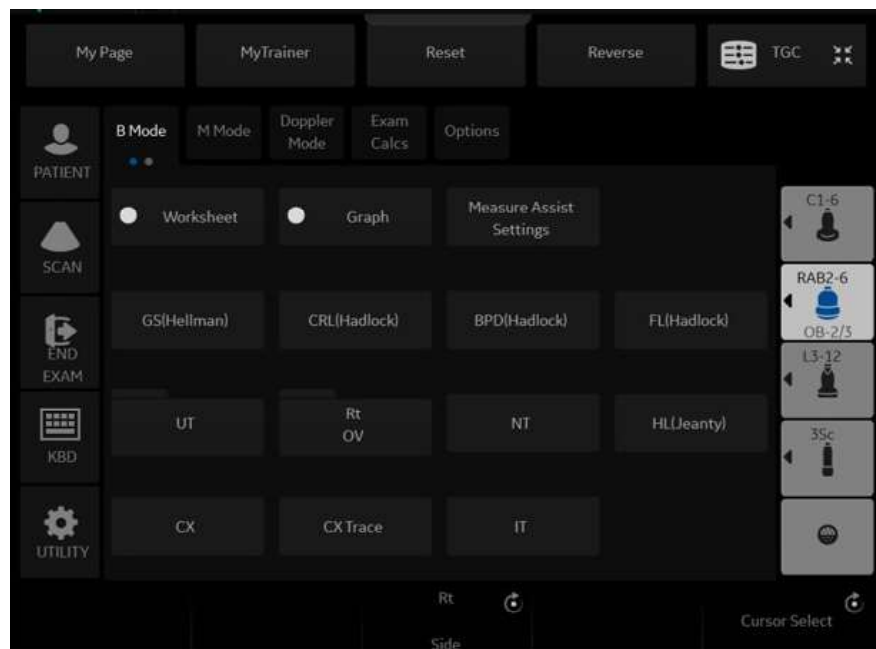 My Page
MyTrainer
Reset
Reverse
TGC
PATIENT
B Mode
M Mode
Doppler
Mode
Exam
Calcs
Options
Worksheet
Graph
Measure Assist
Settings
C1-6
SCAN
RAB2-6
OB-2/3
GS(Hellman)
CRL(Hadlock)
BPD(Hadlock)
FL(Hadlock)
END
EXAM
L3-12
UT
Rt
OV
NT
HL(Jeanty)
KBD
3Sc
CX
CX Trace
IT
UTILITY
Rt
Side
Cursor Select